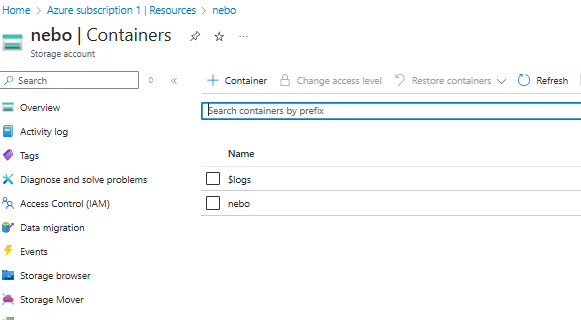 Home > Azure subscription 1 | Resources > nebo >
nebo | Containers ...
Storage account
Search
+ Container Change access level Restore containers Refresh
Search containers by prefix
Overview
Activity log
Tags
Diagnose and solve problems
Access Control (IAM)
Data migration
Events
Storage browser
Storage Mover
Name
$logs
nebo